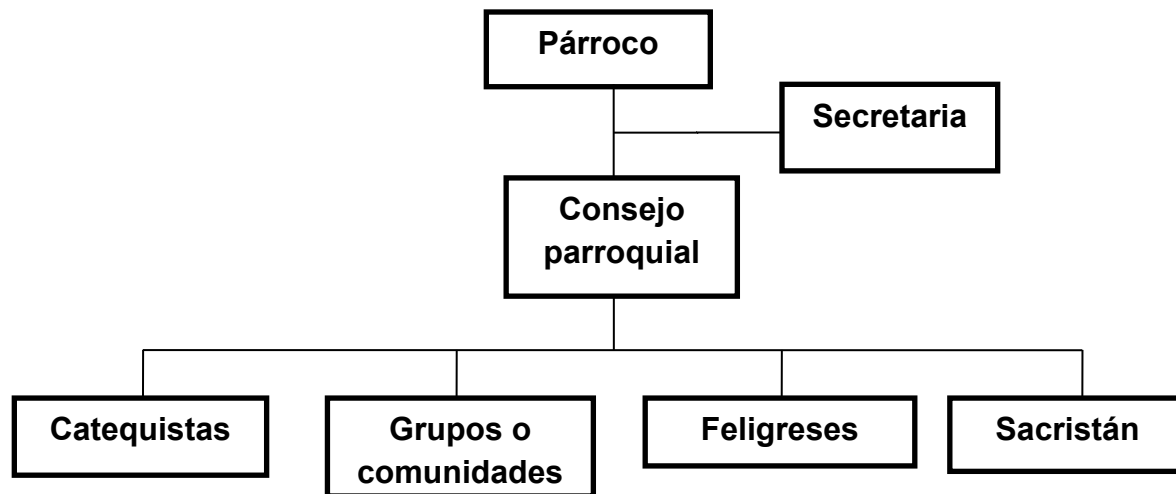 Párroco
Secretaria
Consejo
parroquial
Catequistas
Grupos o
comunidades
Feligreses
Sacristán